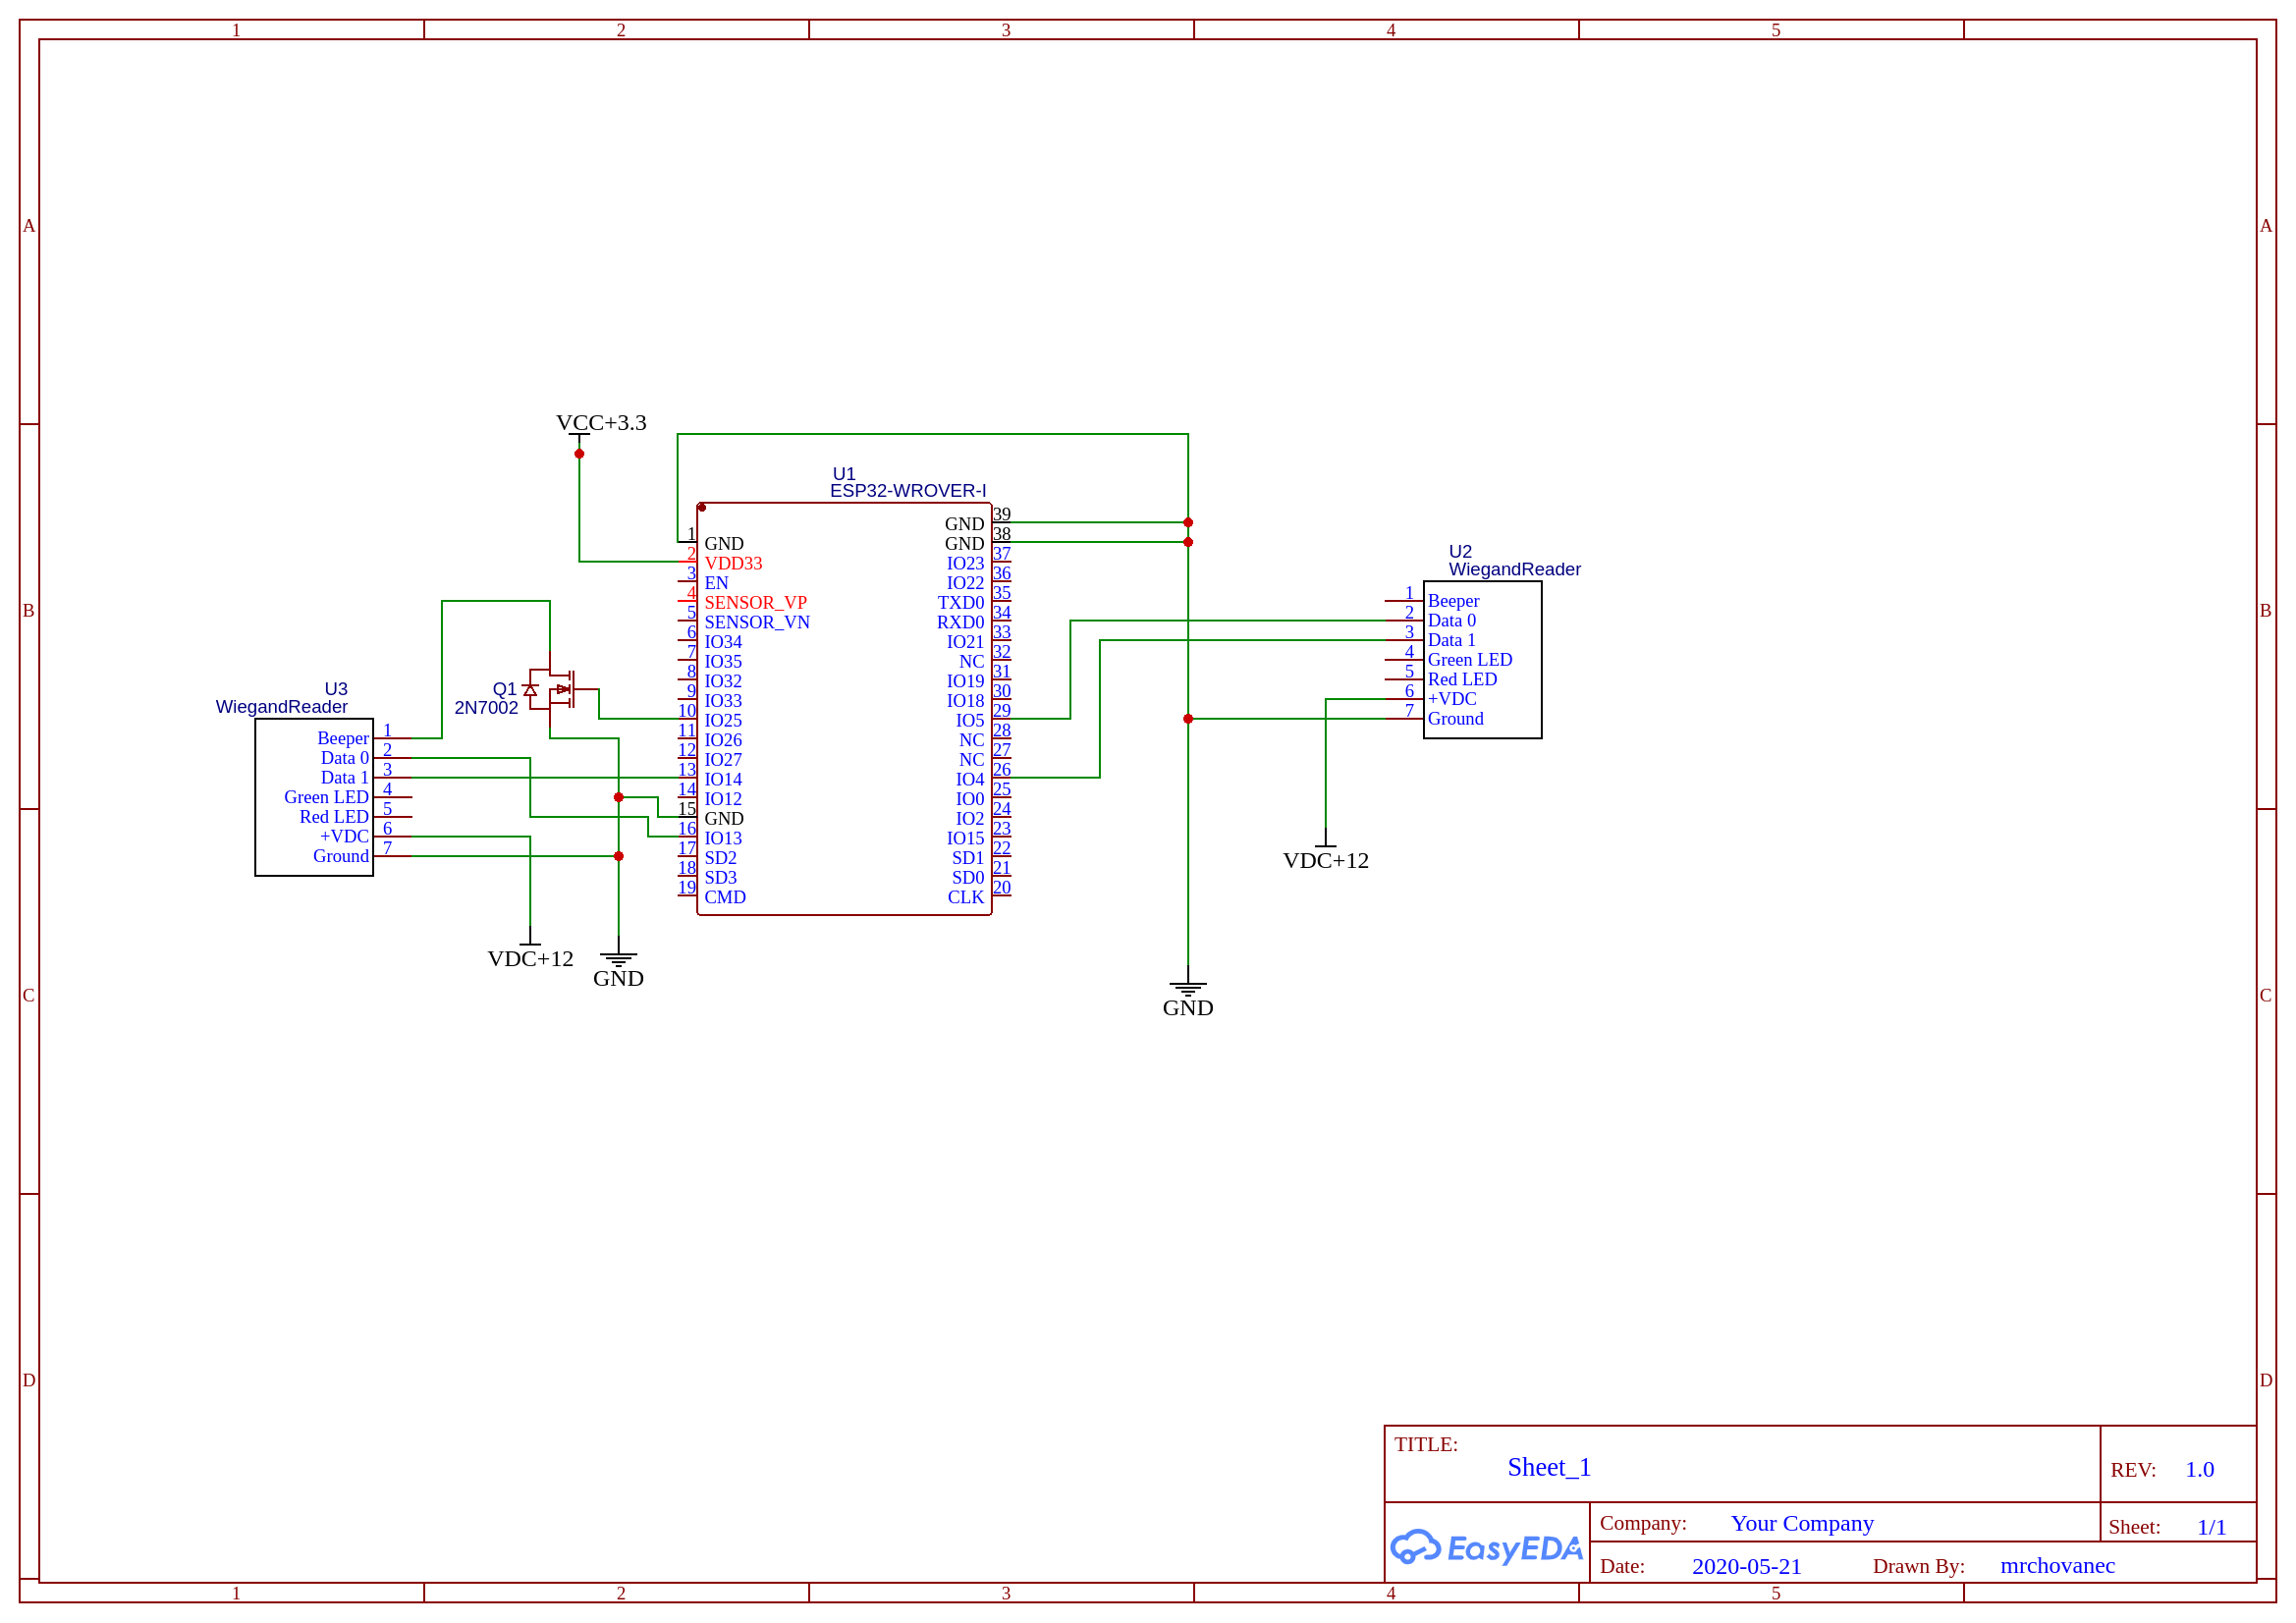 1 2 3 4 5
A A
VCC+3.3
U1
ESP32-WROVER-I
1 GND
2 VDD33
3 EN
4 SENSOR_VP
5 SENSOR_VN
6 IO34
7 IO35
8 IO32
9 IO33
10 IO25
11 IO26
12 IO27
13 IO14
14 IO12
15 GND
16 IO13
17 SD2
18 SD3
19 CMD
GND 39
GND 38
IO23 37
IO22 36
TXD0 35
RXD0 34
IO21 33
NC 32
IO19 31
IO18 30
IO5 29
NC 28
NC 27
IO4 26
IO0 25
IO2 24
IO15 23
SD1 22
SD0 21
CLK 20
U2
WiegandReader
1 Beeper
2 Data 0
3 Data 1
4 Green LED
5 Red LED
6 +VDC
7 Ground
B B
Q1
2N7002
U3
WiegandReader
Beeper 1
Data 0 2
Data 1 3
Green LED 4
Red LED 5
+VDC 6
Ground 7
VDC+12
VDC+12
GND
GND
C C
D D
TITLE:
Sheet_1
REV: 1.0
EasyEDA
Company: Your Company
Sheet: 1/1
Date: 2020-05-21
Drawn By: mrchovanec
1 2 3 4 5